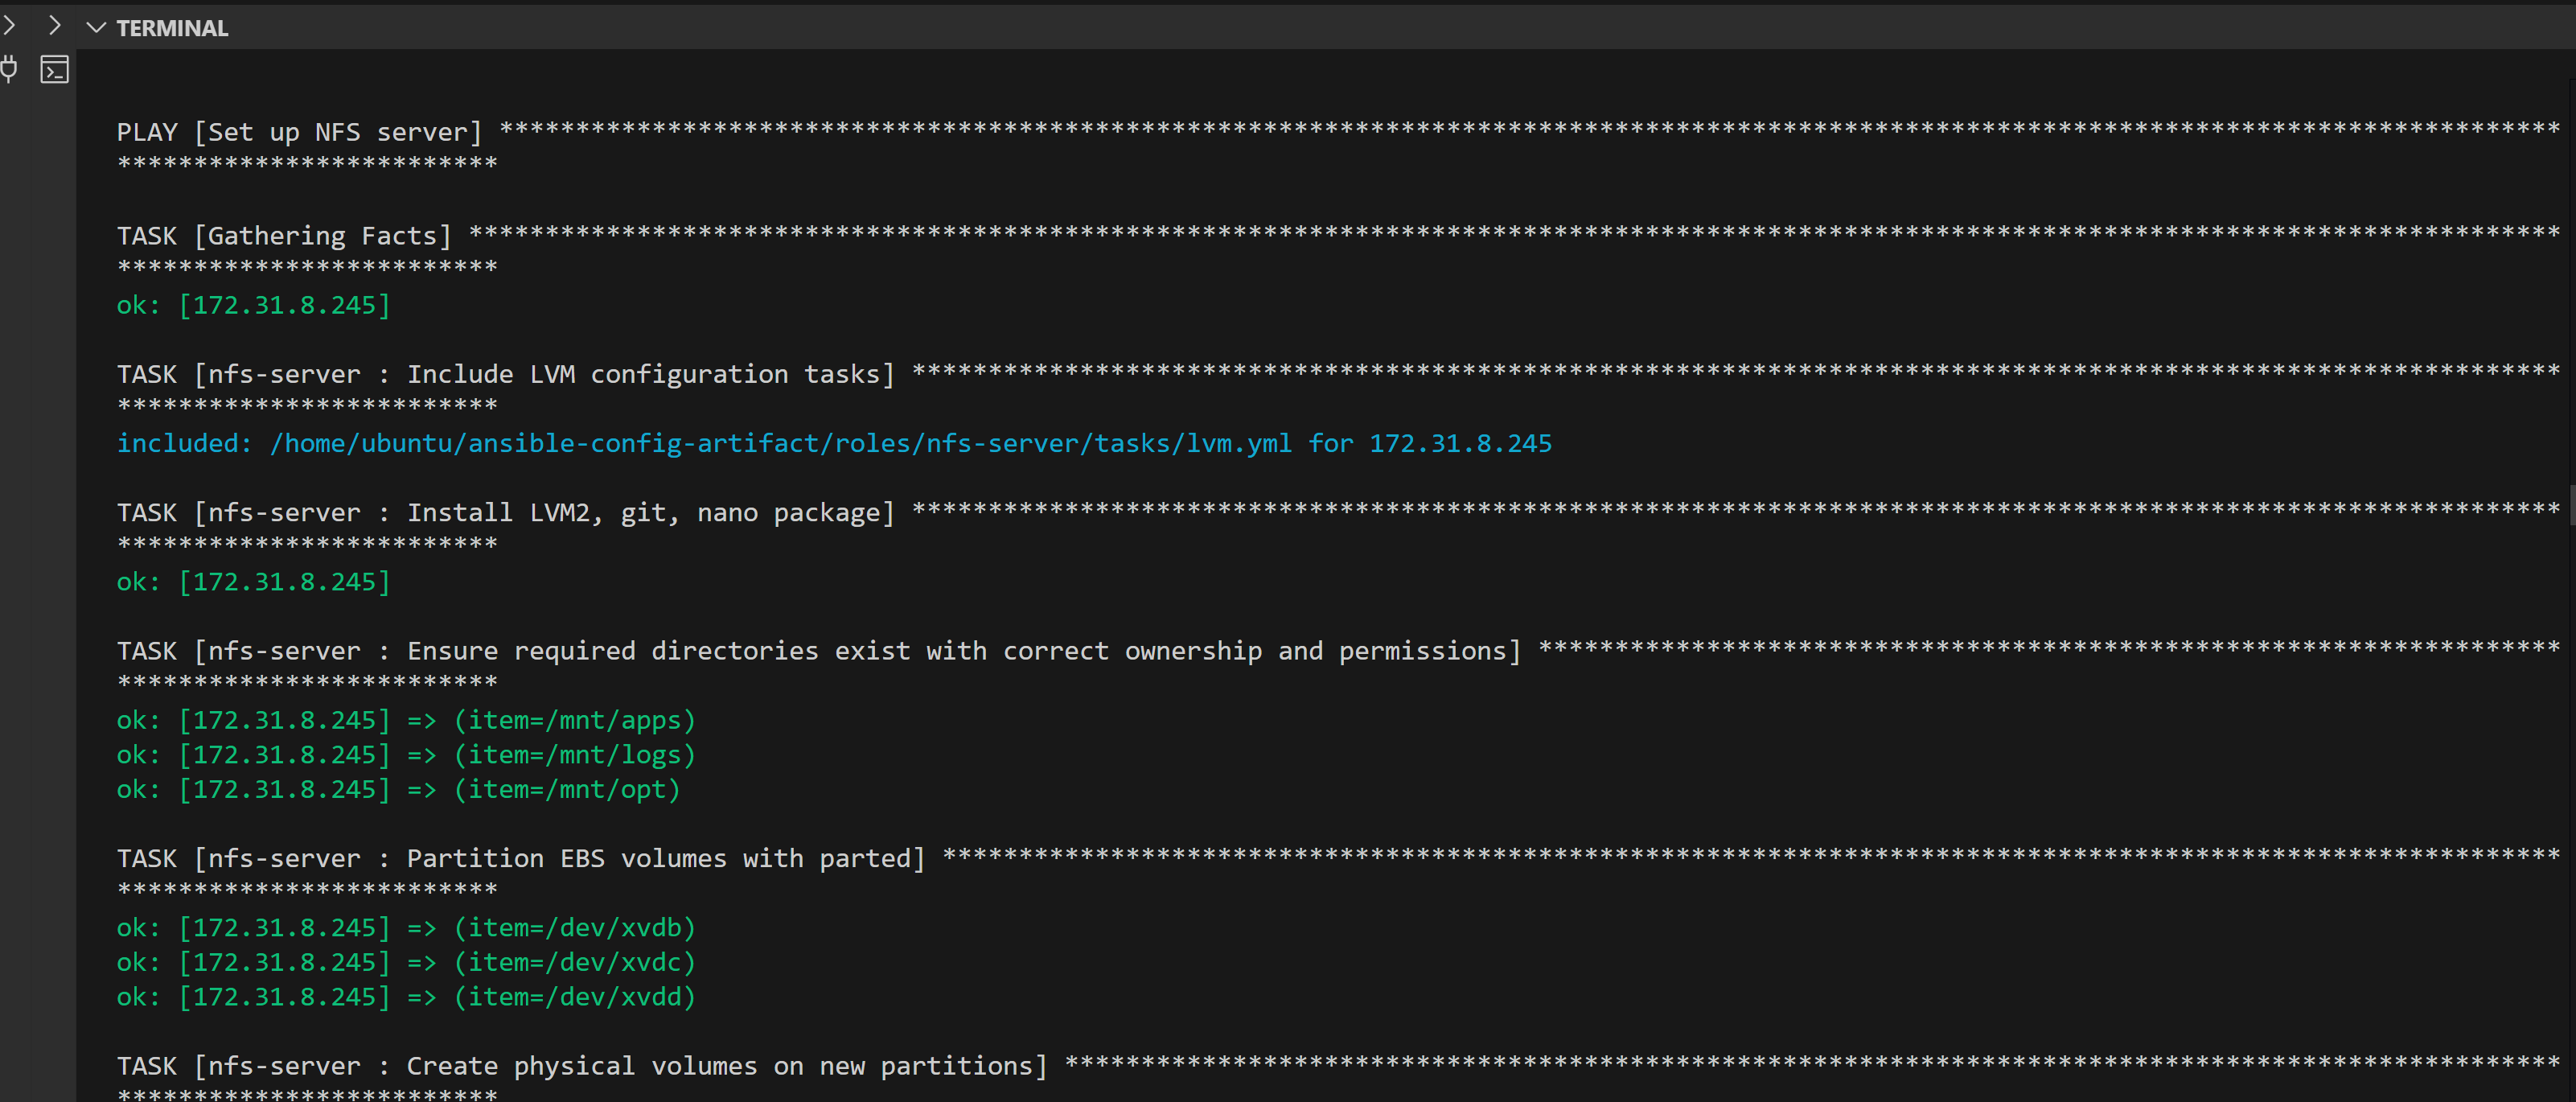 TERMINAL
PLAY [Set up NFS server] ***************************************************************************************************************************************
*************************
TASK [Gathering Facts] *****************************************************************************************************************************************
*************************
ok: [172.31.8.245]
TASK [nfs-server : Include LVM configuration tasks] ************************************************************************************************************
*************************
included: /home/ubuntu/ansible-config-artifact/roles/nfs-server/tasks/lvm.yml for 172.31.8.245
TASK [nfs-server : Install LVM2, git, nano package] ************************************************************************************************************
*************************
ok: [172.31.8.245]
TASK [nfs-server : Ensure required directories exist with correct ownership and permissions] *******************************************************************
*************************
ok: [172.31.8.245] => (item=/mnt/apps)
ok: [172.31.8.245] => (item=/mnt/logs)
ok: [172.31.8.245] => (item=/mnt/opt)
TASK [nfs-server : Partition EBS volumes with parted] **********************************************************************************************************
*************************
ok: [172.31.8.245] => (item=/dev/xvdb)
ok: [172.31.8.245] => (item=/dev/xvdc)
ok: [172.31.8.245] => (item=/dev/xvdd)
TASK [nfs-server : Create physical volumes on new partitions] **************************************************************************************************
*************************